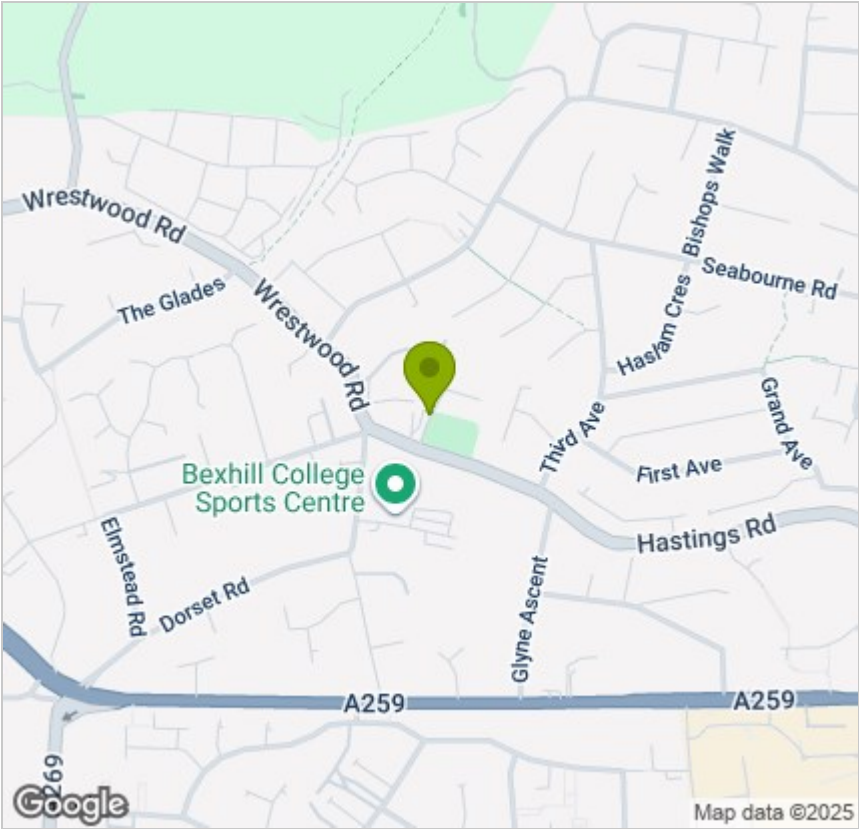 Bishops Walk
Wrestwood Rd
Seabourne Rd
The Glades
Haslam Cres
Wrestwood Rd
Grand Ave
Third Ave
First Ave
Bexhill College
Sports Centre
Elmstead Rd
Hastings Rd
Glyne Ascent
Dorset Rd
A259
A259
Google
Map data ©2025